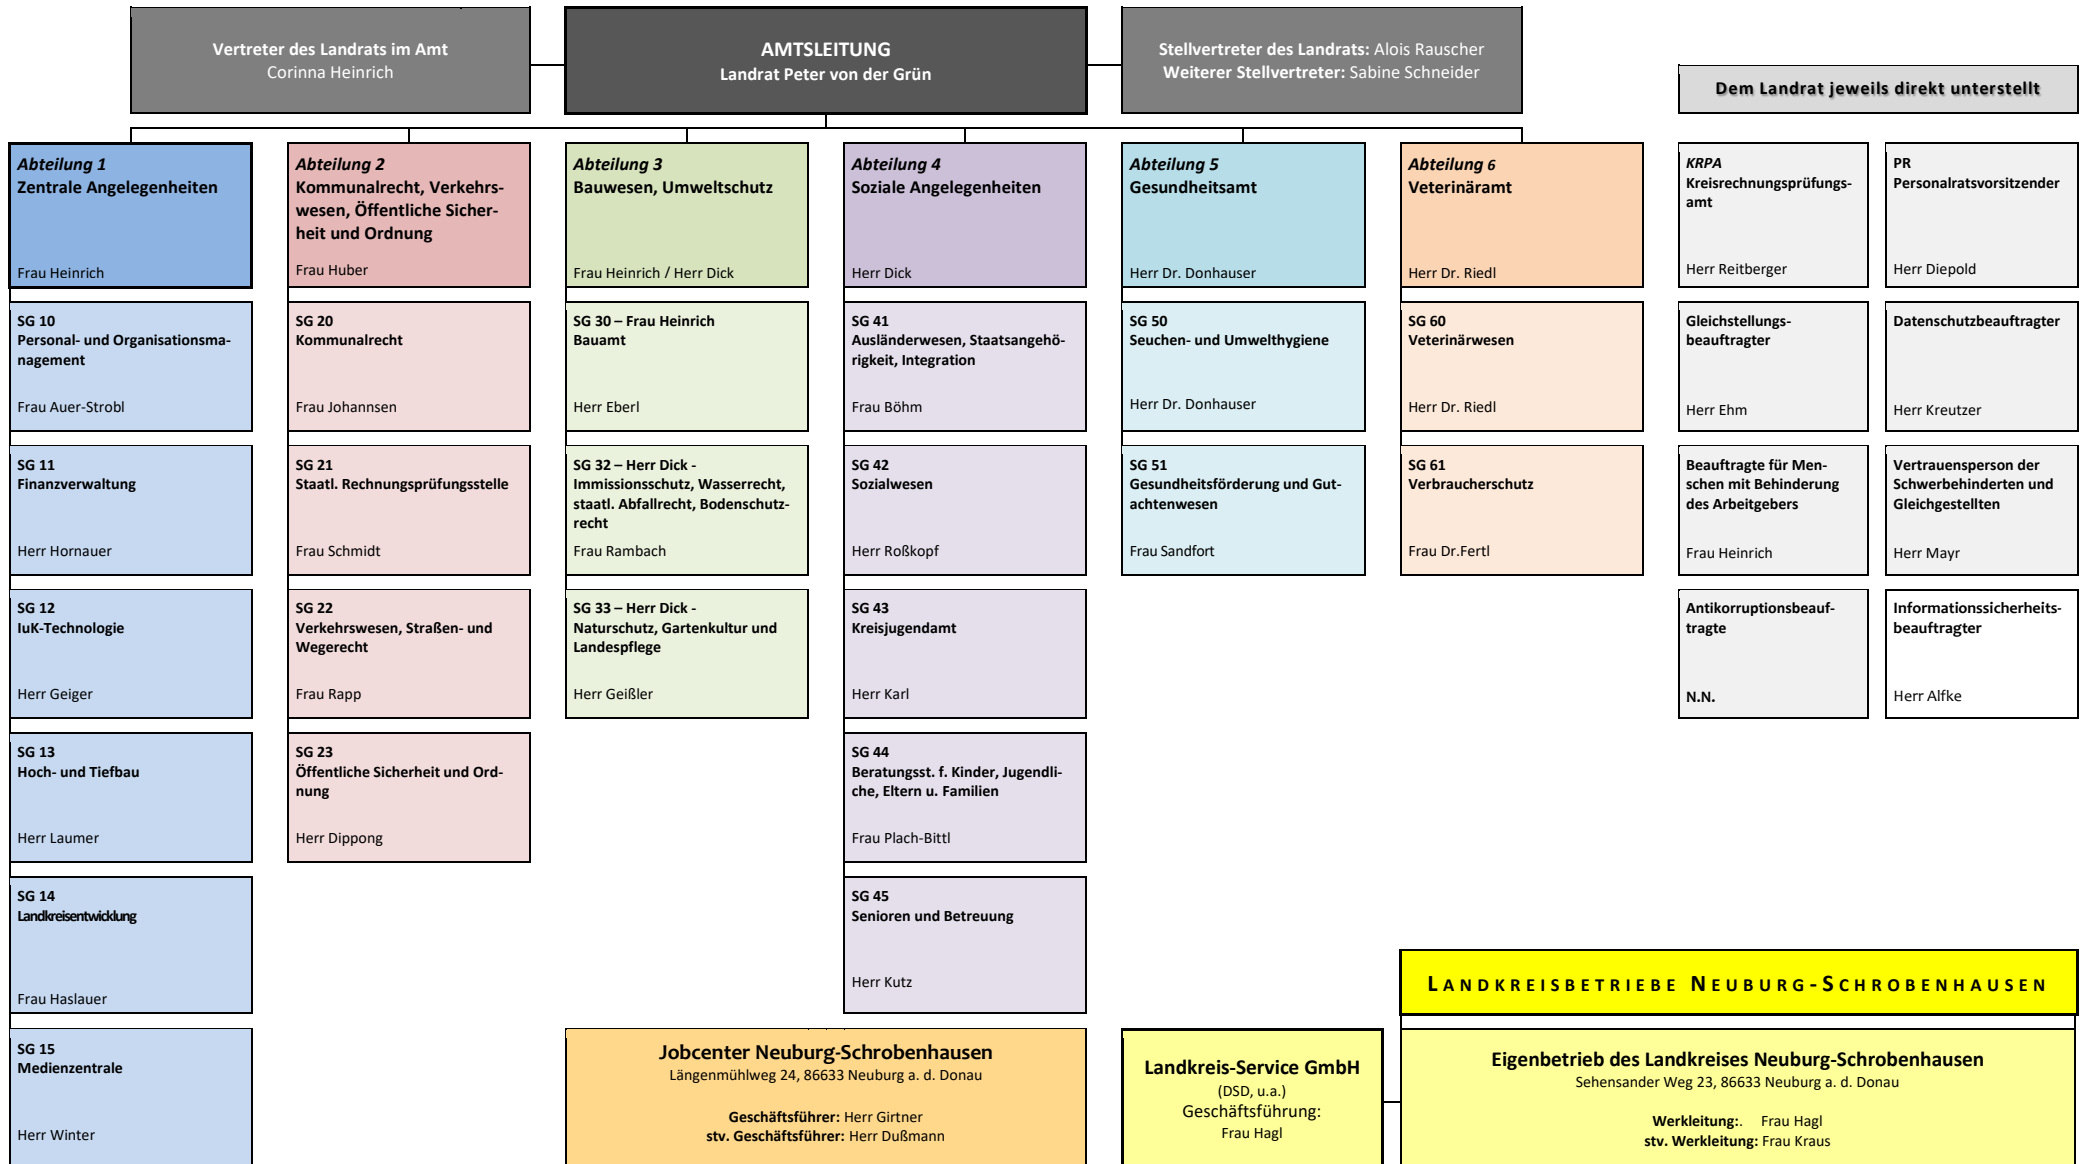 Vertreter des Landrats im Amt
Corinna Heinrich
AMTSLEITUNG
Landrat Peter von der Grün
Stellvertreter des Landrats: Alois Rauscher
Weiterer Stellvertreter: Sabine Schneider
Dem Landrat jeweils direkt unterstellt
Abteilung 1
Zentrale Angelegenheiten
Frau Heinrich
SG 10
Personal- und Organisationsma-
nagement
Frau Auer-Strobl
SG 11
Finanzverwaltung
Herr Hornauer
SG 12
IuK-Technologie
Herr Geiger
SG 13
Hoch- und Tiefbau
Herr Laumer
SG 14
Landkreisentwicklung
Frau Haslauer
SG 15
Medienzentrale
Herr Winter
Abteilung 2
Kommunalrecht, Verkehrs-
wesen, Öffentliche Sicher-
heit und Ordnung
Frau Huber
SG 20
Kommunalrecht
Frau Johannsen
SG 21
Staatl. Rechnungsprüfungsstelle
Frau Schmidt
SG 22
Verkehrswesen, Straßen- und
Wegerecht
Frau Rapp
SG 23
Öffentliche Sicherheit und Ord-
nung
Herr Dippong
Abteilung 3
Bauwesen, Umweltschutz
Frau Heinrich / Herr Dick
SG 30 – Frau Heinrich
Bauamt
Herr Eberl
SG 32 – Herr Dick -
Immissionsschutz, Wasserrecht,
staatl. Abfallrecht, Bodenschutz-
recht
Frau Rambach
SG 33 – Herr Dick -
Naturschutz, Gartenkultur und
Landespflege
Herr Geißler
Abteilung 4
Soziale Angelegenheiten
Herr Dick
SG 41
Ausländerwesen, Staatsangehö-
rigkeit, Integration
Frau Böhm
SG 42
Sozialwesen
Herr Roßkopf
SG 43
Kreisjugendamt
Herr Karl
SG 44
Beratungsst. f. Kinder, Jugendli-
che, Eltern u. Familien
Frau Plach-Bittl
SG 45
Senioren und Betreuung
Herr Kutz
Abteilung 5
Gesundheitsamt
Herr Dr. Donhauser
SG 50
Seuchen- und Umwelthygiene
Herr Dr. Donhauser
SG 51
Gesundheitsförderung und Gut-
achtenwesen
Frau Sandfort
Abteilung 6
Veterinäramt
Herr Dr. Riedl
SG 60
Veterinärwesen
Herr Dr. Riedl
SG 61
Verbraucherschutz
Frau Dr.Fertl
KRPA
Kreisrechnungsprüfungs-
amt
Herr Reitberger
PR
Personalratsvorsitzender
Herr Diepold
Gleichstellungs-
beauftragter
Herr Ehm
Datenschutzbeauftragter
Herr Kreutzer
Beauftragte für Men-
schen mit Behinderung
des Arbeitgebers
Frau Heinrich
Vertrauensperson der
Schwerbehinderten und
Gleichgestellten
Herr Mayr
Antikorruptionsbeauf-
tragte
N.N.
Informationssicherheits-
beauftragter
Herr Alfke
Jobcenter Neuburg-Schrobenhausen
Längenmühlweg 24, 86633 Neuburg a. d. Donau
Geschäftsführer: Herr Girtner
stv. Geschäftsführer: Herr Dußmann
LANDKREISBETRIEBE NEUBURG-SCHROBENHAUSEN
Landkreis-Service GmbH
(DSD, u.a.)
Geschäftsführung:
Frau Hagl
Eigenbetrieb des Landkreises Neuburg-Schrobenhausen
Sehensander Weg 23, 86633 Neuburg a. d. Donau
Werkleitung:. Frau Hagl
stv. Werkleitung: Frau Kraus